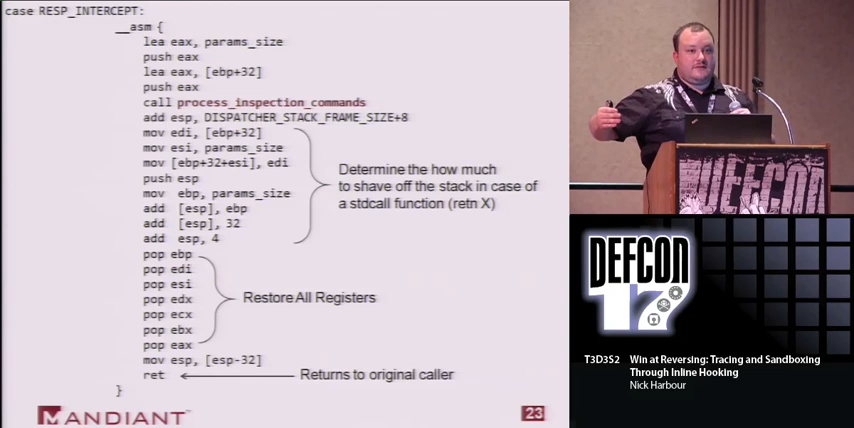 case RESP_INTERCEPT:
__asm {
lea eax, params_size
push eax
lea eax, [ebp+32]
push eax
call process_inspection_commands
add esp, DISPATCHER_STACK_FRAME_SIZE+8
mov edi, [ebp+32]
mov esi, params_size
mov [ebp+32+esi], edi
push esp
mov ebp, params_size
add [esp], ebp
add [esp], 32
add esp, 4
pop ebp
pop edi
pop esi
pop edx
pop ecx
pop ebx
pop eax
mov esp, [esp-32]
ret
}
Determine the how much
to shave off the stack in case of
a stdcall function (retn X)
Restore All Registers
Returns to original caller
MANDIANT
23
DEFCON
DEFCON
17
T3D3S2 Win at Reversing: Tracing and Sandboxing
Through Inline Hooking
Nick Harbour